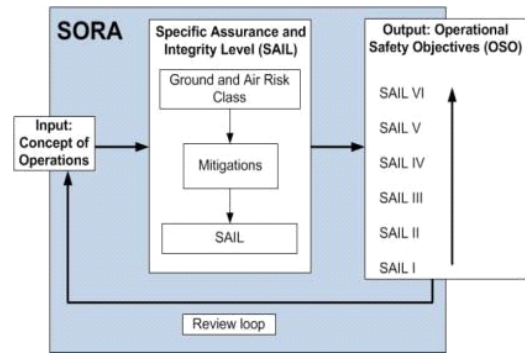 SORA
Input:
Concept of
Operations
Specific Assurance and
Integrity Level (SAIL)
Ground and Air Risk
Class
Mitigations
SAIL
Output: Operational
Safety Objectives (OSO)
SAIL VI
SAIL V
SAIL IV
SAIL III
SAIL II
SAIL I
Review loop